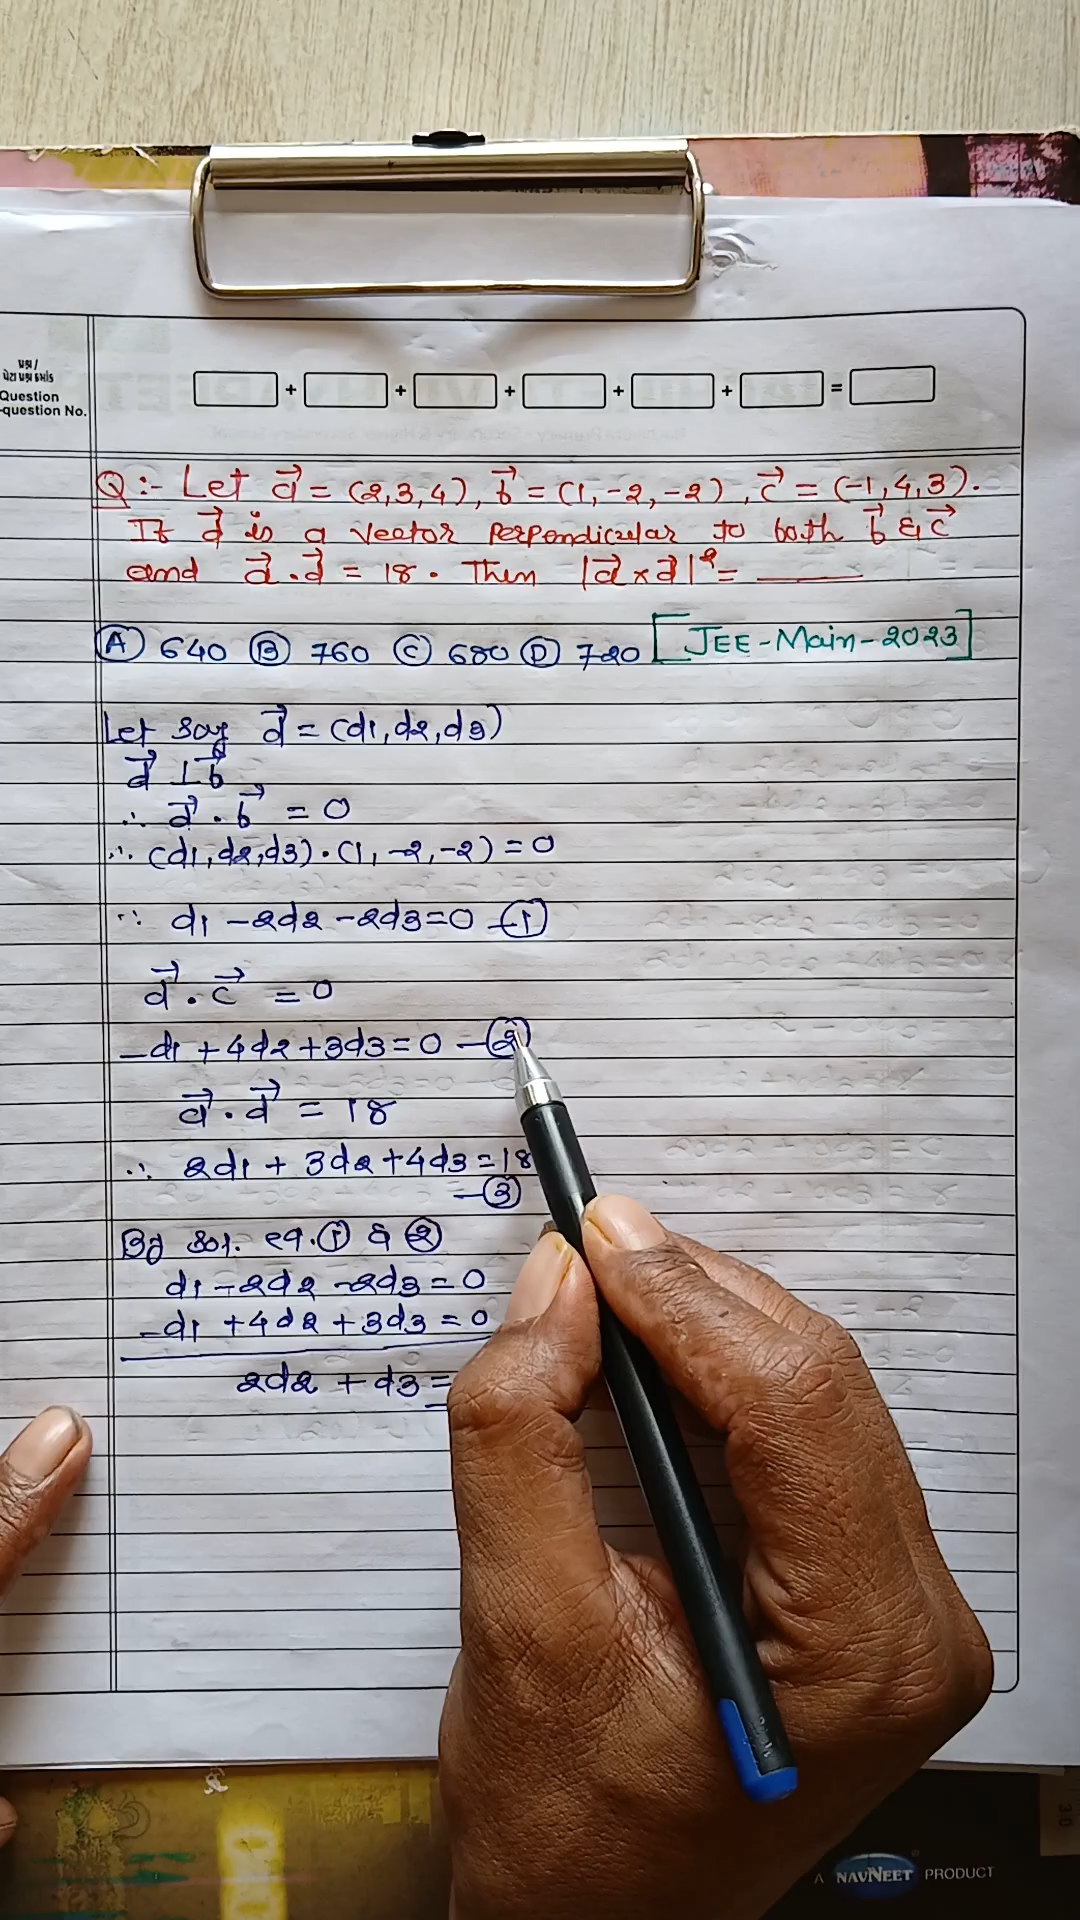 પ્રશ્ન /
પેટા પ્રશ્ન ક્રમાંક
Question
-question No.
+ + + + + =
Q:- Let a⃗ = (2,3,4), b⃗ = (1,-2,-2), c⃗ = (-1,4,3).
If d⃗ is a vector perpendicular to both b⃗ & c⃗
and a⃗.d⃗ = 18. Then |a⃗×d⃗|²= ____
(A) 640 (B) 760 (C) 680 (D) 720 [JEE-Main-2023]
Let say d⃗ = (d1,d2,d3)
d⃗ ⊥ b⃗
∴ d⃗ . b⃗ = 0
∴ (d1,d2,d3).(1,-2,-2)=0
∴ d1 -2d2 -2d3=0 -①
d⃗ . c⃗ = 0
-d1 + 4d2 +3d3=0 -②
a⃗ . d⃗ = 18
∴ 2d1 + 3d2+4d3=18
-③
By sol. eq.① & ②
d1 -2d2 -2d3=0
-d1 +4d2 +3d3=0
2d2 + d3=
A NAVNEET PRODUCT